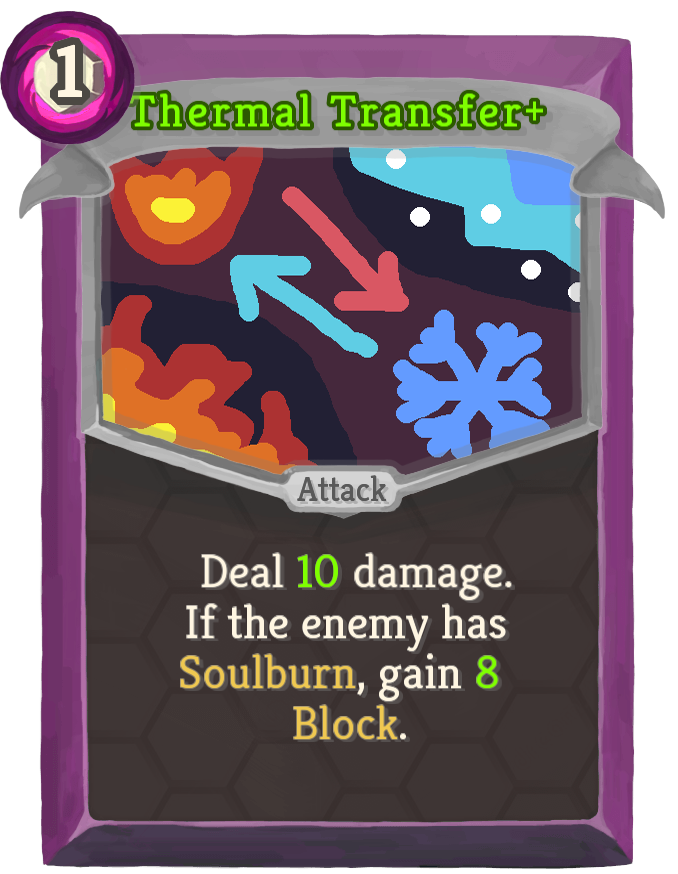 1
Thermal Transfer+
Attack
Deal 10 damage.
If the enemy has
Soulburn, gain 8
Block.